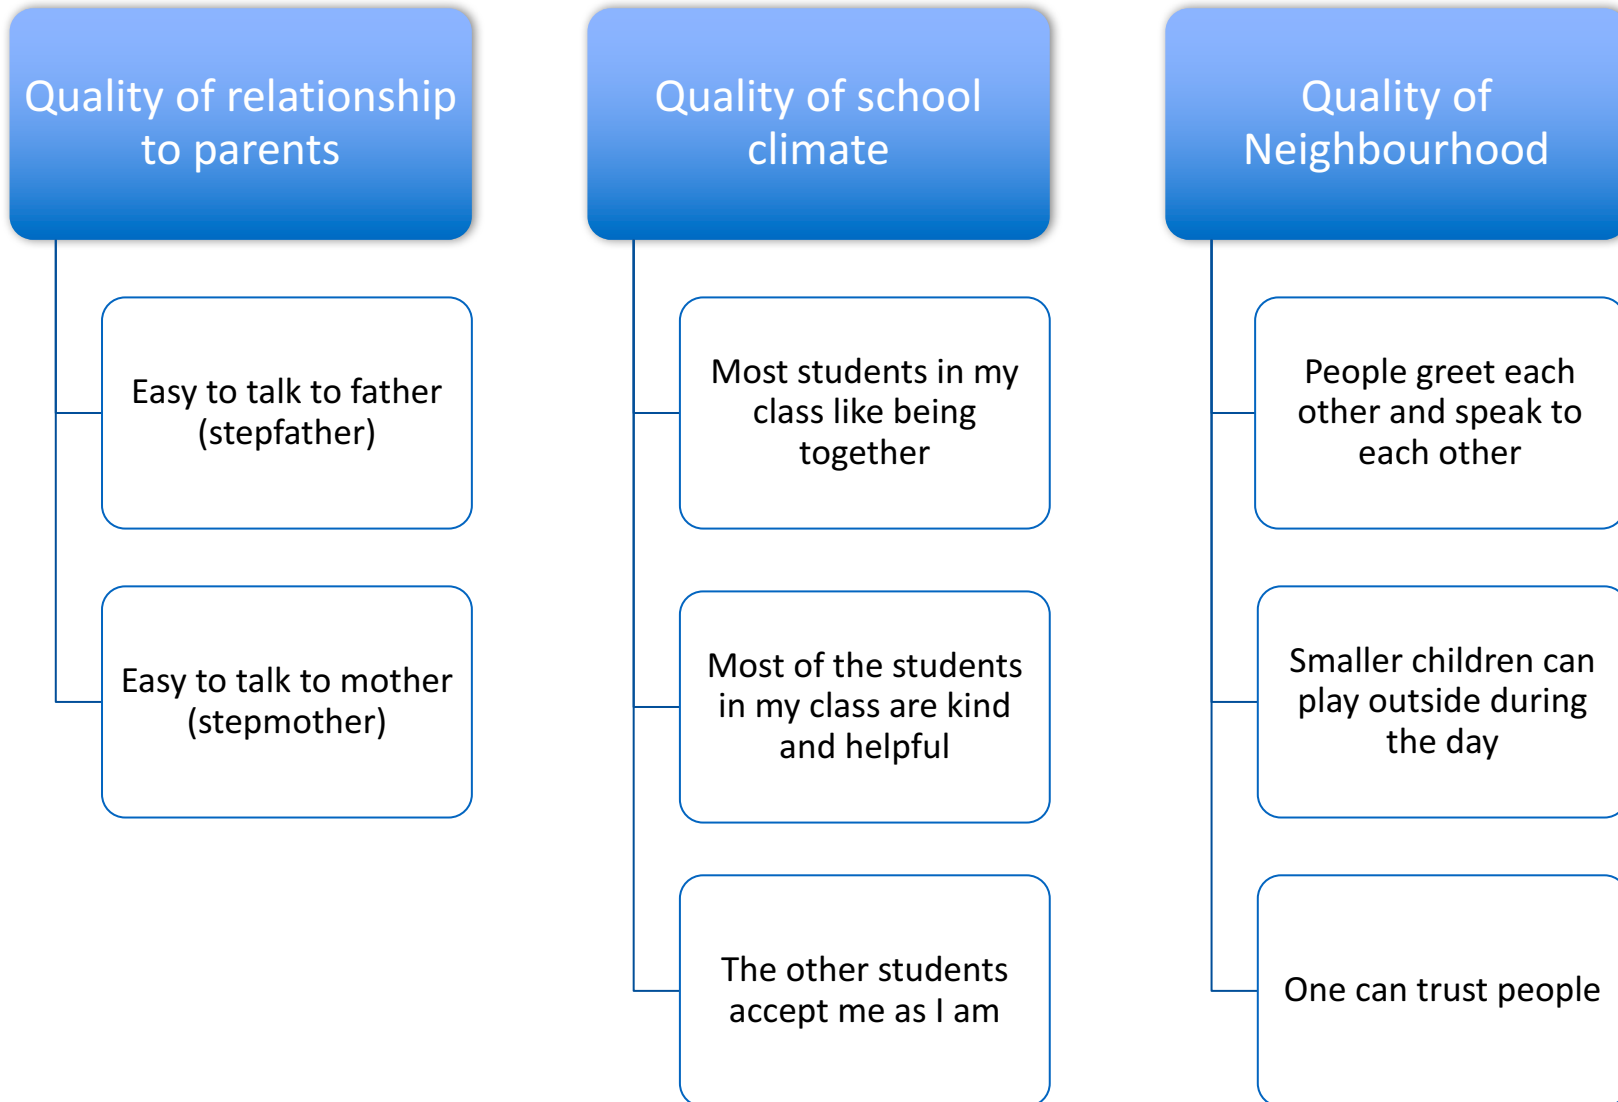 Quality of relationship
to parents
Easy to talk to father
(stepfather)
Easy to talk to mother
(stepmother)
Quality of school
climate
Most students in my
class like being
together
Most of the students
in my class are kind
and helpful
The other students
accept me as I am
Quality of
Neighbourhood
People greet each
other and speak to
each other
Smaller children can
play outside during
the day
One can trust people